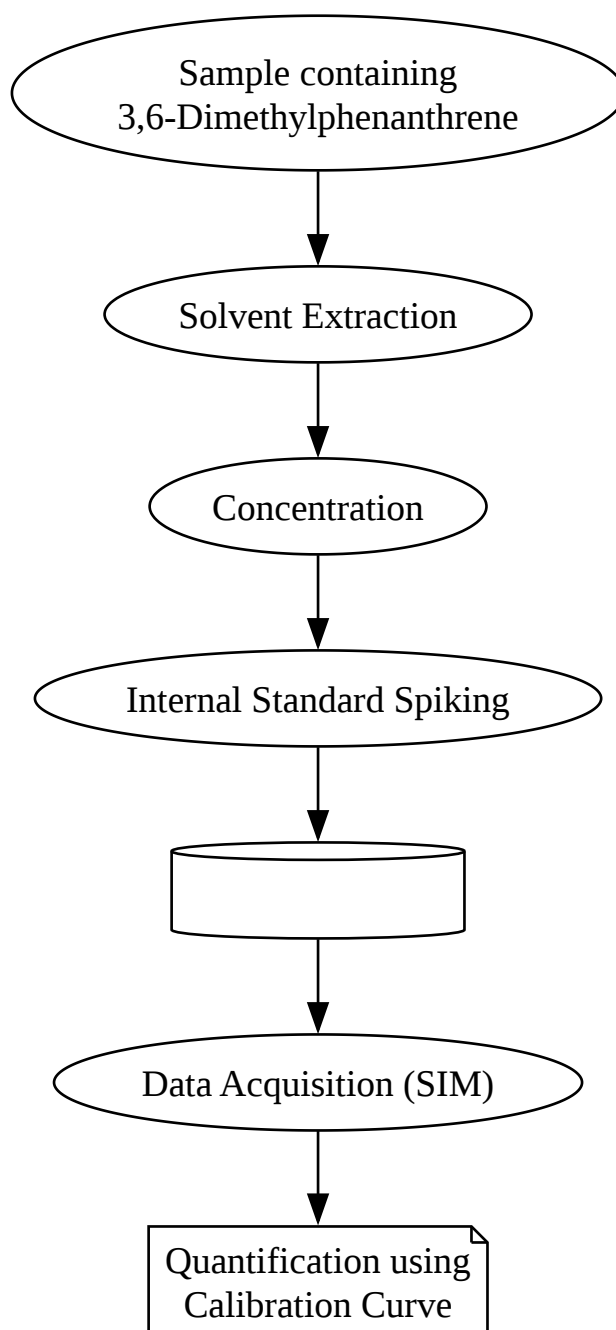 Sample containing
3,6-Dimethylphenanthrene
Solvent Extraction
Concentration
Internal Standard Spiking
Data Acquisition (SIM)
Quantification using
Calibration Curve